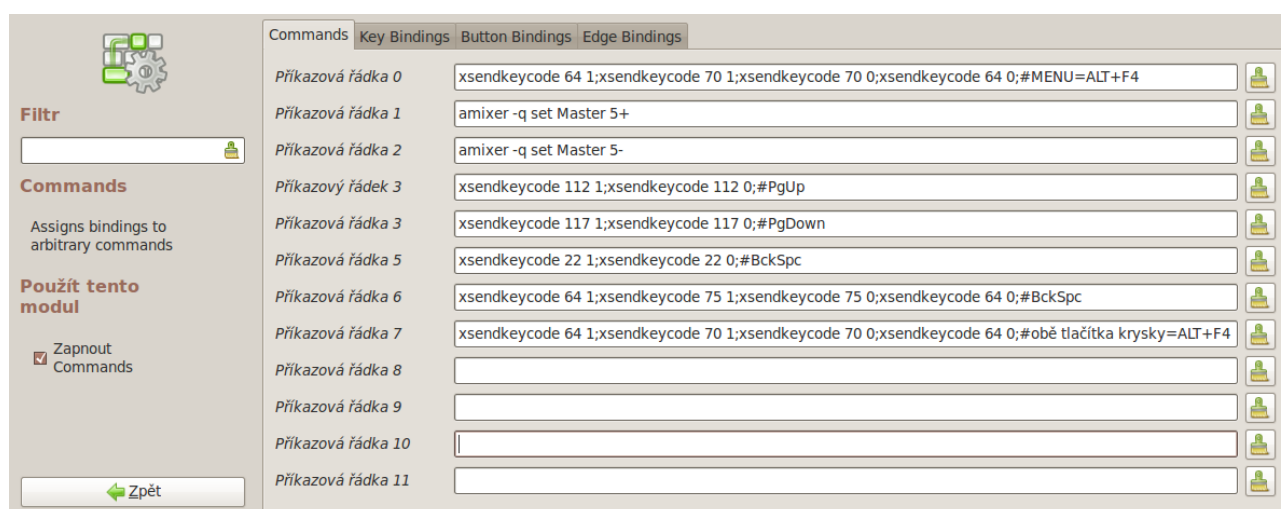 Commands Key Bindings Button Bindings Edge Bindings
Filtr
Commands
Assigns bindings to
arbitrary commands
Použít tento
modul
Zapnout
Commands
Zpět
Příkazová řádka 0 xsendkeycode 64 1;xsendkeycode 70 1;xsendkeycode 70 0;xsendkeycode 64 0;#MENU=ALT+F4
Příkazová řádka 1 amixer -q set Master 5+
Příkazová řádka 2 amixer -q set Master 5-
Příkazový řádek 3 xsendkeycode 112 1;xsendkeycode 112 0;#PgUp
Příkazová řádka 3 xsendkeycode 117 1;xsendkeycode 117 0;#PgDown
Příkazová řádka 5 xsendkeycode 22 1;xsendkeycode 22 0;#BckSpc
Příkazová řádka 6 xsendkeycode 64 1;xsendkeycode 75 1;xsendkeycode 75 0;xsendkeycode 64 0;#BckSpc
Příkazová řádka 7 xsendkeycode 64 1;xsendkeycode 70 1;xsendkeycode 70 0;xsendkeycode 64 0;#obě tlačítka krysky=ALT+F4
Příkazová řádka 8
Příkazová řádka 9
Příkazová řádka 10
Příkazová řádka 11